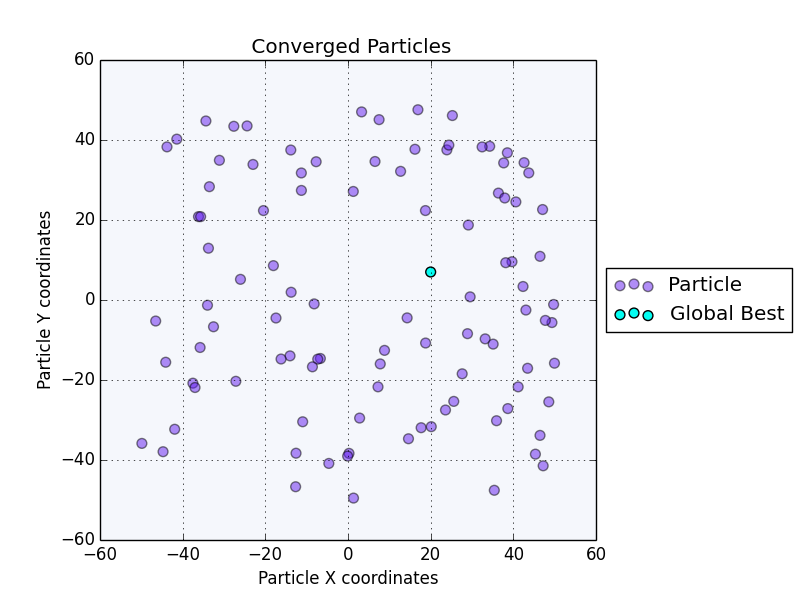 Converged Particles
60
40
20
0
−20
−40
−60
−60 −40 −20 0 20 40 60
Particle Y coordinates
Particle X coordinates
Particle
Global Best